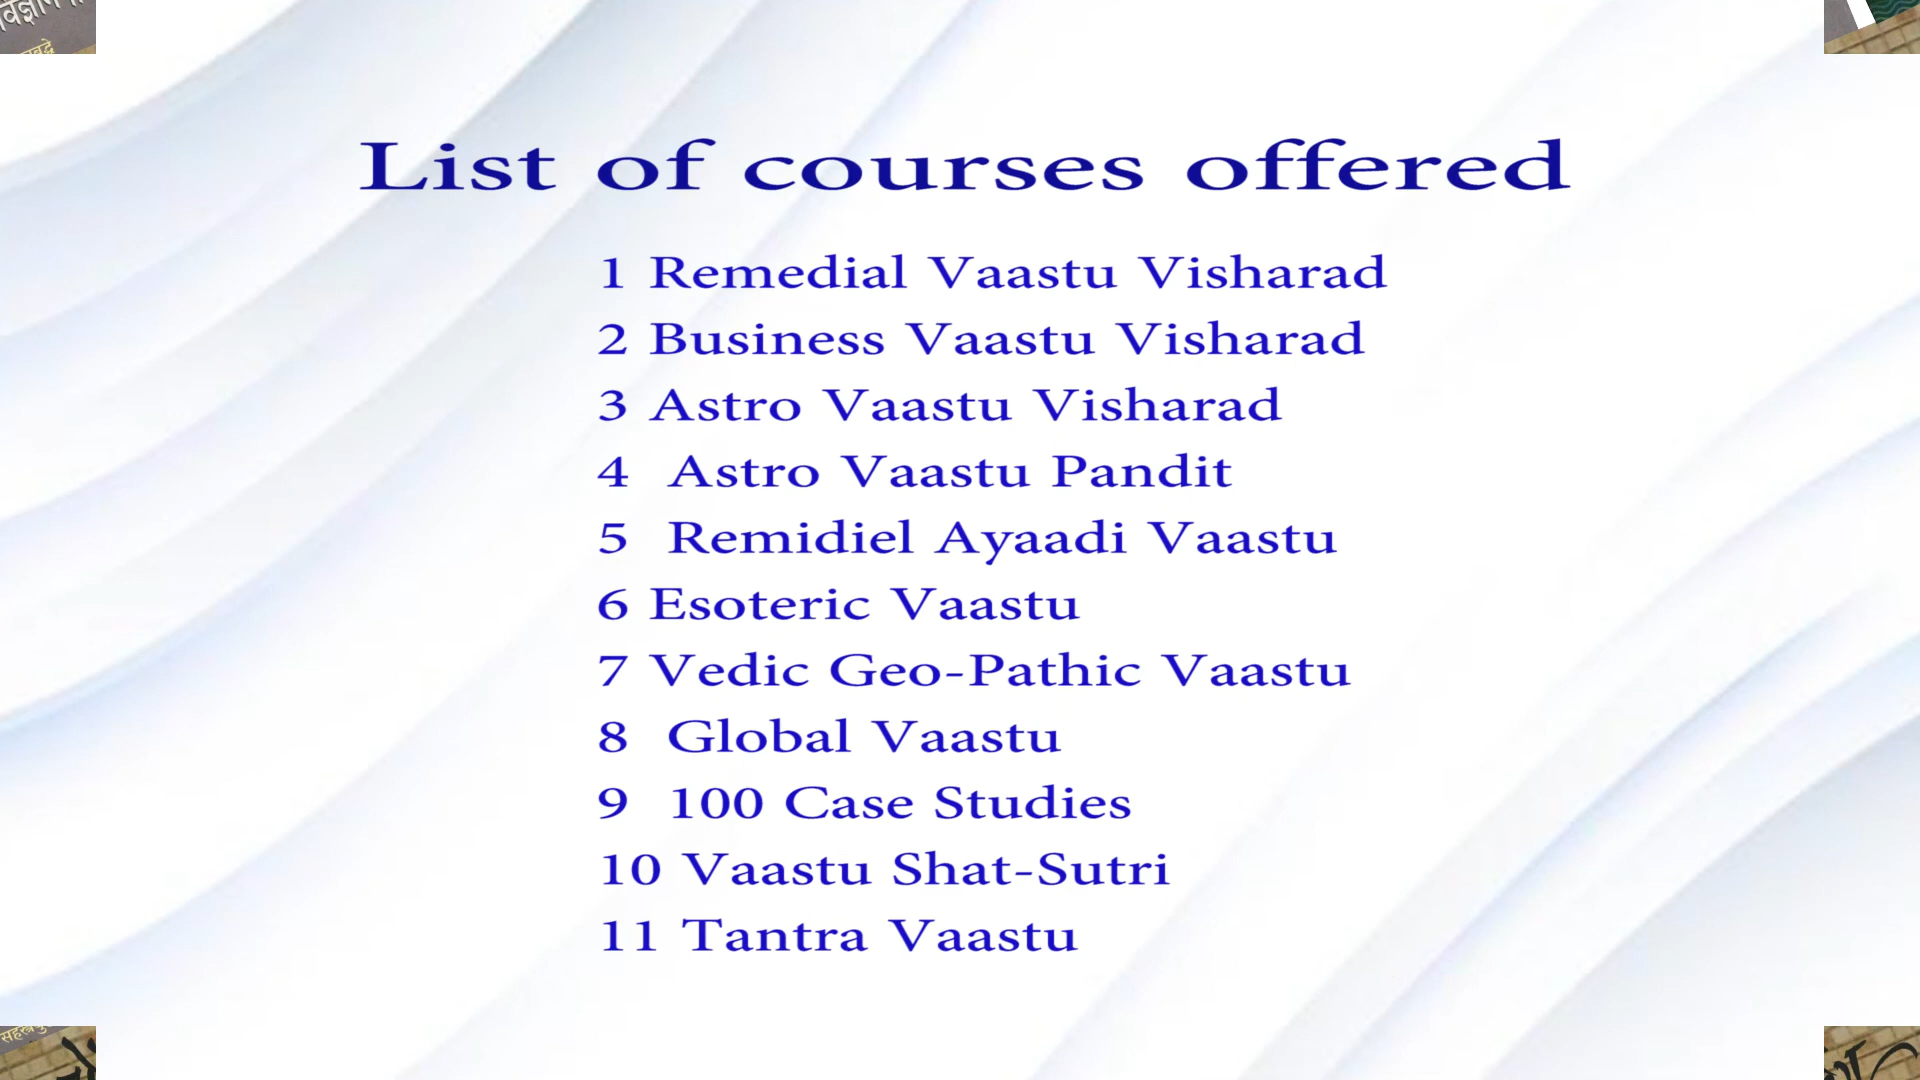 List of courses offered
1 Remedial Vaastu Visharad
2 Business Vaastu Visharad
3 Astro Vaastu Visharad
4 Astro Vaastu Pandit
5 Remidiel Ayaadi Vaastu
6 Esoteric Vaastu
7 Vedic Geo-Pathic Vaastu
8 Global Vaastu
9 100 Case Studies
10 Vaastu Shat-Sutri
11 Tantra Vaastu